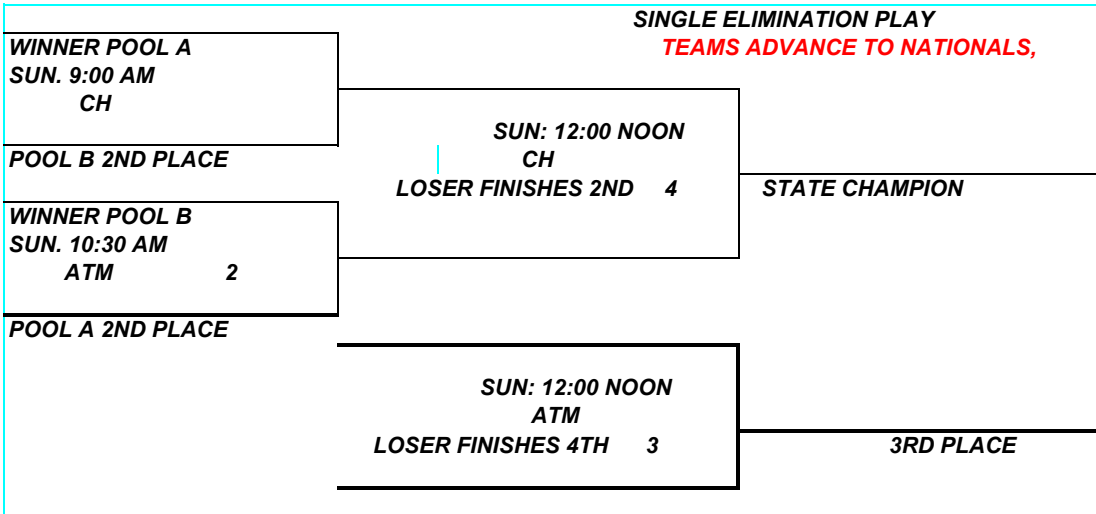 SINGLE ELIMINATION PLAY
WINNER POOL A
TEAMS ADVANCE TO NATIONALS,
SUN. 9:00 AM
CH
SUN: 12:00 NOON
POOL B 2ND PLACE
CH
LOSER FINISHES 2ND 4
STATE CHAMPION
WINNER POOL B
SUN. 10:30 AM
ATM 2
POOL A 2ND PLACE
SUN: 12:00 NOON
ATM
LOSER FINISHES 4TH 3
3RD PLACE